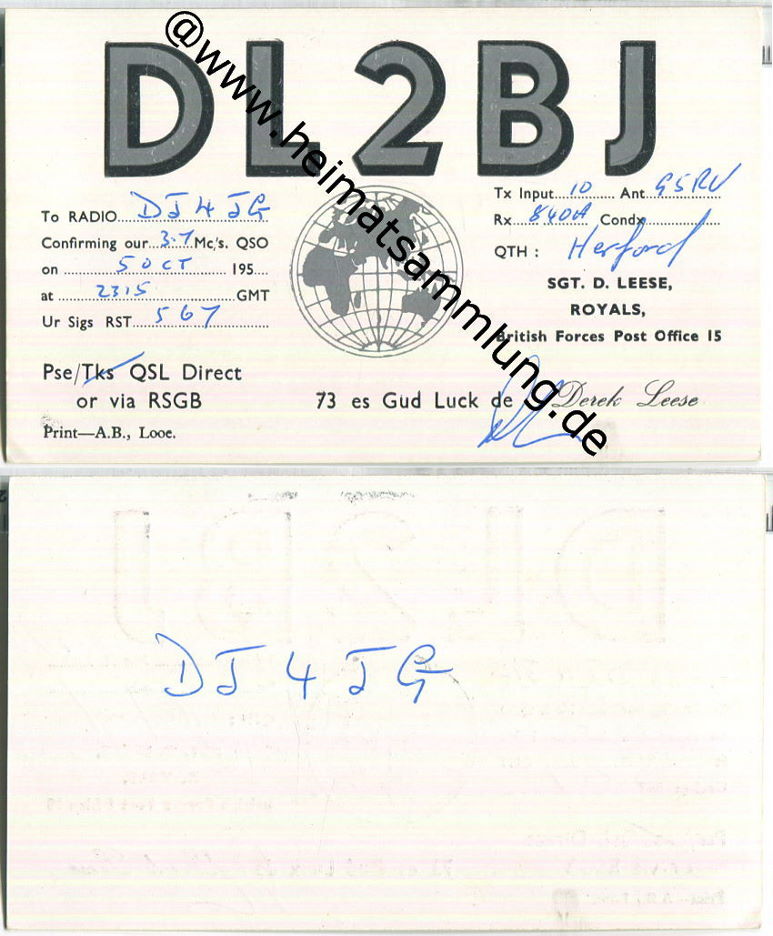 DL2BJ
@www.heimatsammlung.de
To RADIO DJ4JG
Confirming our 3.7 Mc/s. QSO
on 5 OCT 195
at 2315 GMT
Ur Sigs RST 567
Pse/Tks QSL Direct
or via RSGB
Print—A.B., Looe.
Tx Input 10 Ant G5RV
Rx 840A Condx
QTH : Herford
SGT. D. LEESE,
ROYALS,
British Forces Post Office 15
73 es Gud Luck de Derek Leese
DJ4JG